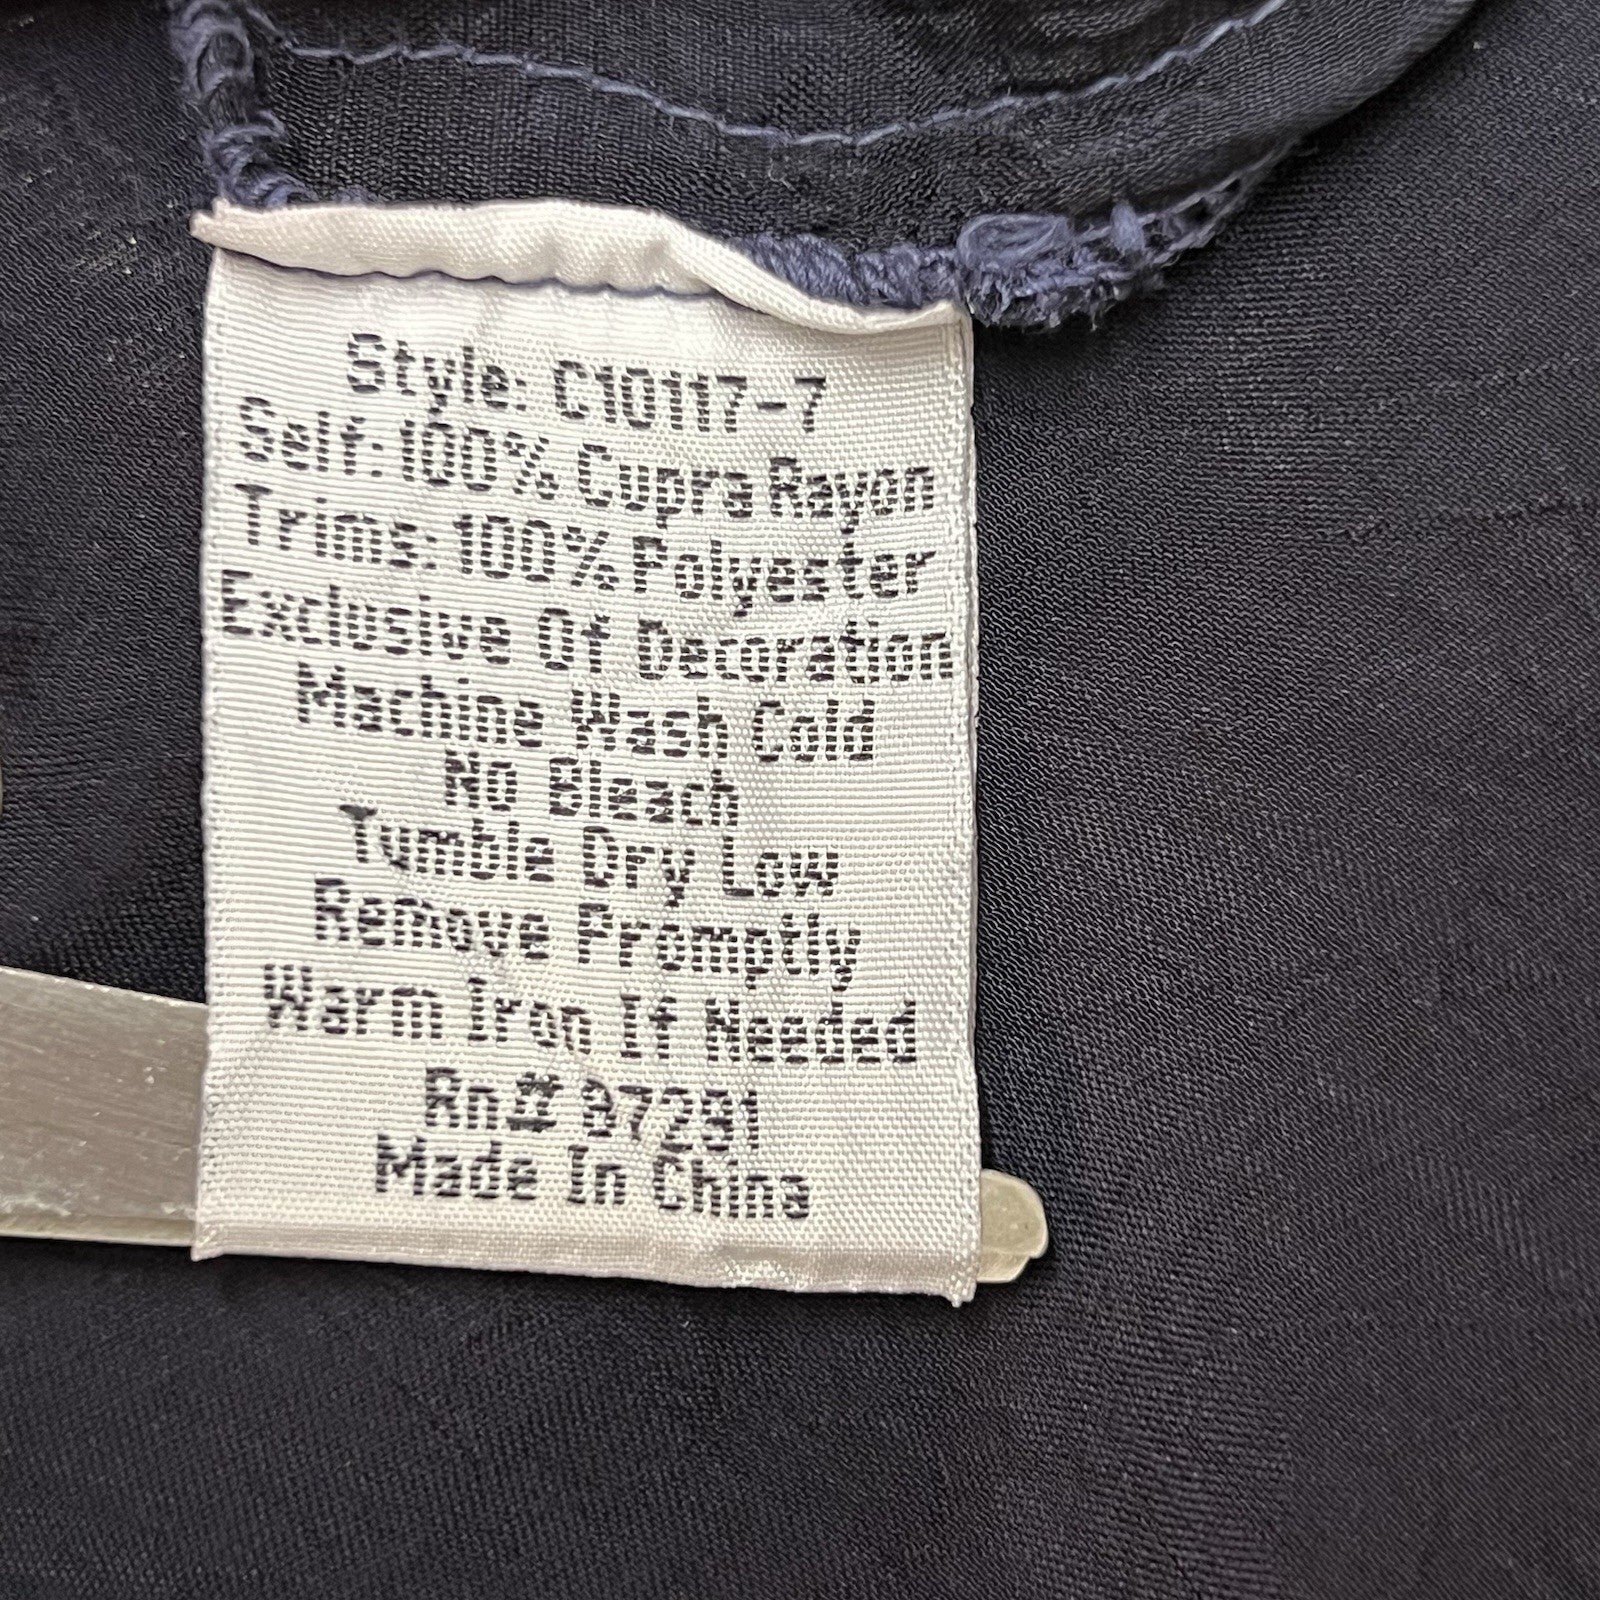 Style: C10117-7
Self: 100% Cupra Rayon
Trims: 100% Polyester
Exclusive Of Decoration
Machine Wash Cold
No Bleach
Tumble Dry Low
Remove Promptly
Warm Iron If Needed
Rn# 97291
Made In China